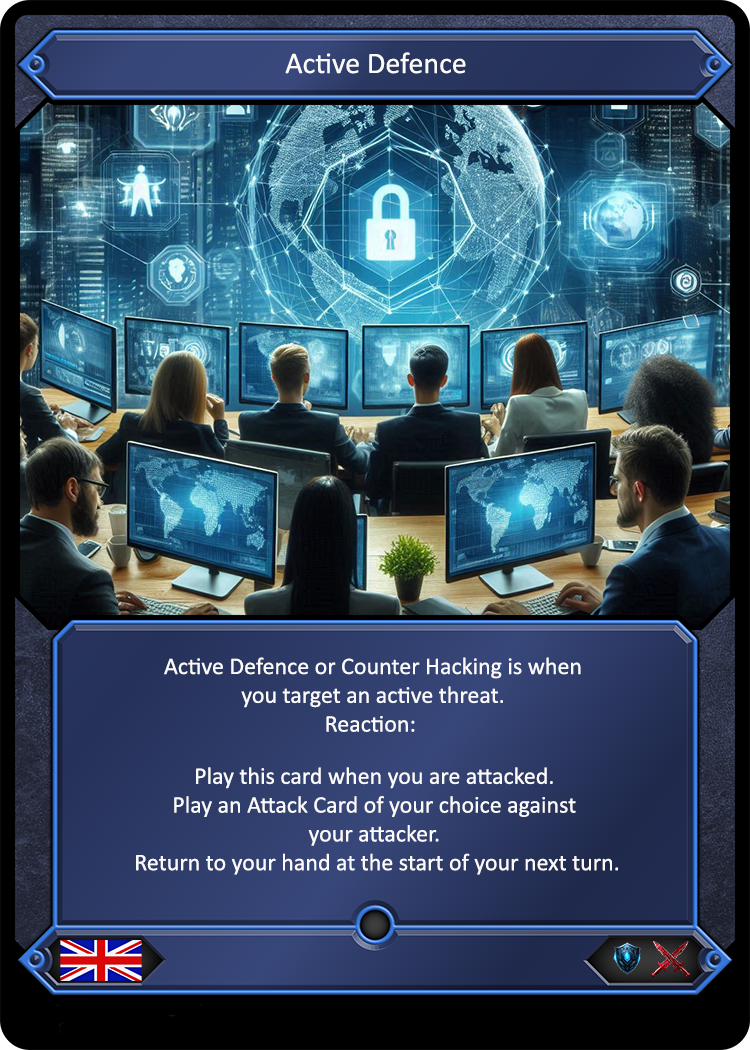 Active Defence
Active Defence or Counter Hacking is when
you target an active threat.
Reaction:
Play this card when you are attacked.
Play an Attack Card of your choice against
your attacker.
Return to your hand at the start of your next turn.